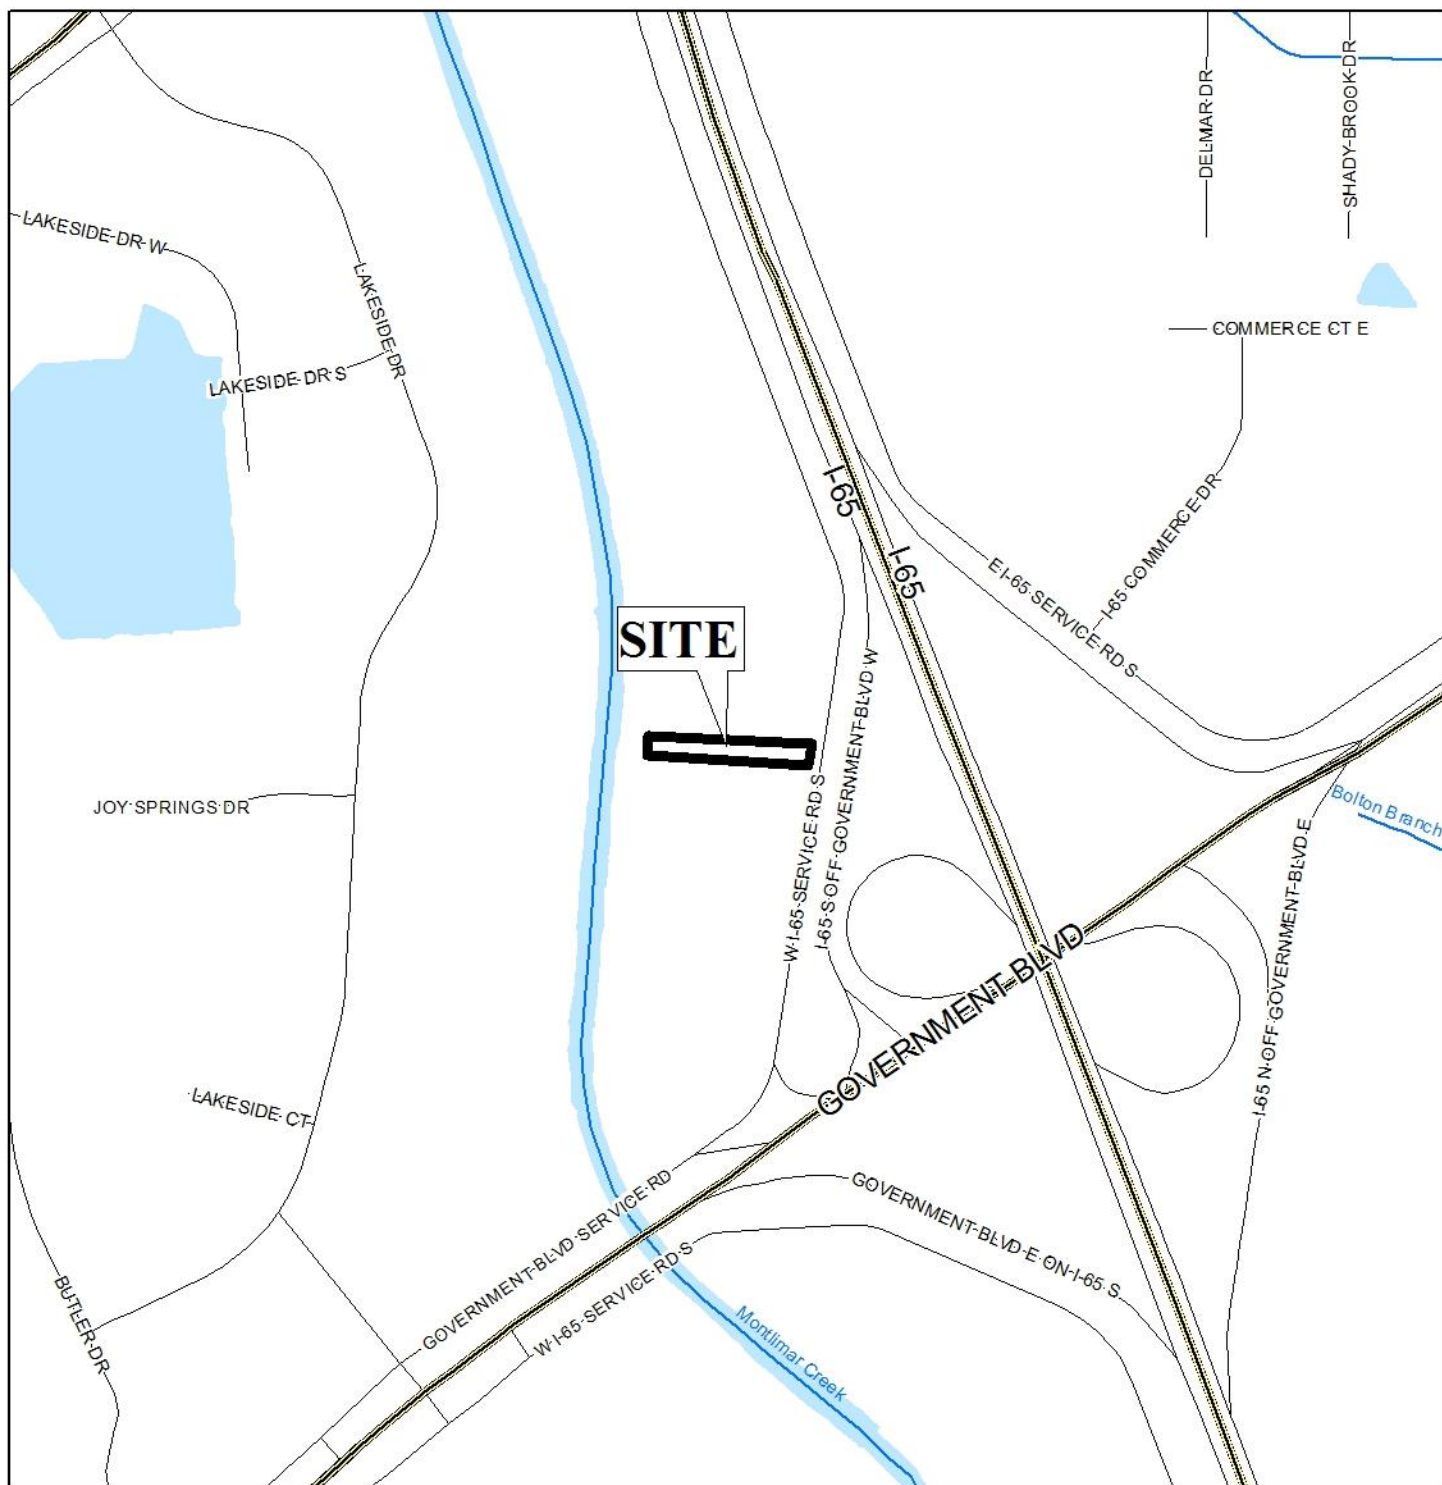 DELMAR DR
SHADY BROOK DR
LAKESIDE DR W
LAKESIDE DR
COMMERCE CT E
LAKESIDE DR S
I-65
I-65
I-65 COMMERCE DR
E I-65 SERVICE RD S
SITE
I-65 S OFF GOVERNMENT BLVD W
W I-65 SERVICE RD S
JOY SPRINGS DR
Bolton Branch
I-65 N OFF GOVERNMENT BLVD E
GOVERNMENT BLVD
LAKESIDE CT
GOVERNMENT BLVD SERVICE RD
GOVERNMENT BLVD E ON I-65 S
W I-65 SERVICE RD S
BUTLER DR
Montlimar Creek